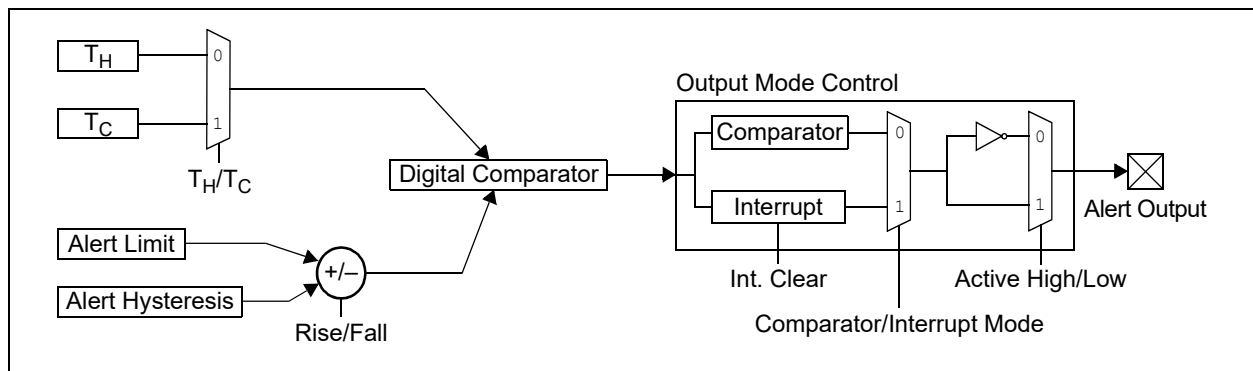 T_H
0
T_C
1
T_H/T_C
Alert Limit
Alert Hysteresis
+/–
Rise/Fall
Digital Comparator
Output Mode Control
Comparator
0
Interrupt
1
0
1
Int. Clear
Active High/Low
Comparator/Interrupt Mode
Alert Output